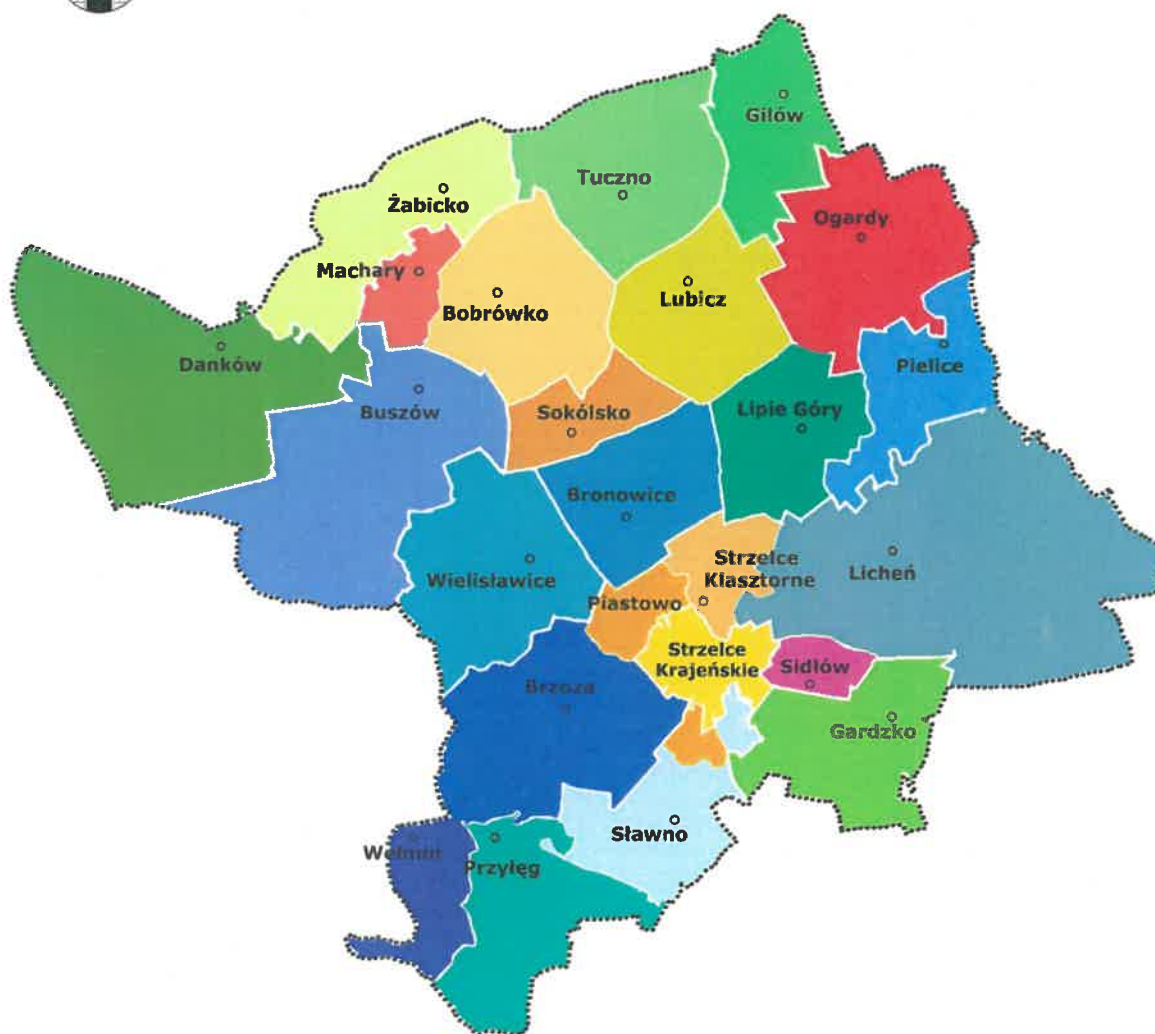 Gilów
Tuczno
Żabicko
Ogardy
Machary
Bobrówko
Lubicz
Danków
Pielice
Buszów
Sokólsko
Lipie Góry
Bronowice
Strzelce
Klasztorne
Licheń
Wielisławice
Piastowo
Strzelce
Krajeńskie
Sidłów
Brzoza
Gardzko
Sławno
Wełmin
Przyłęg